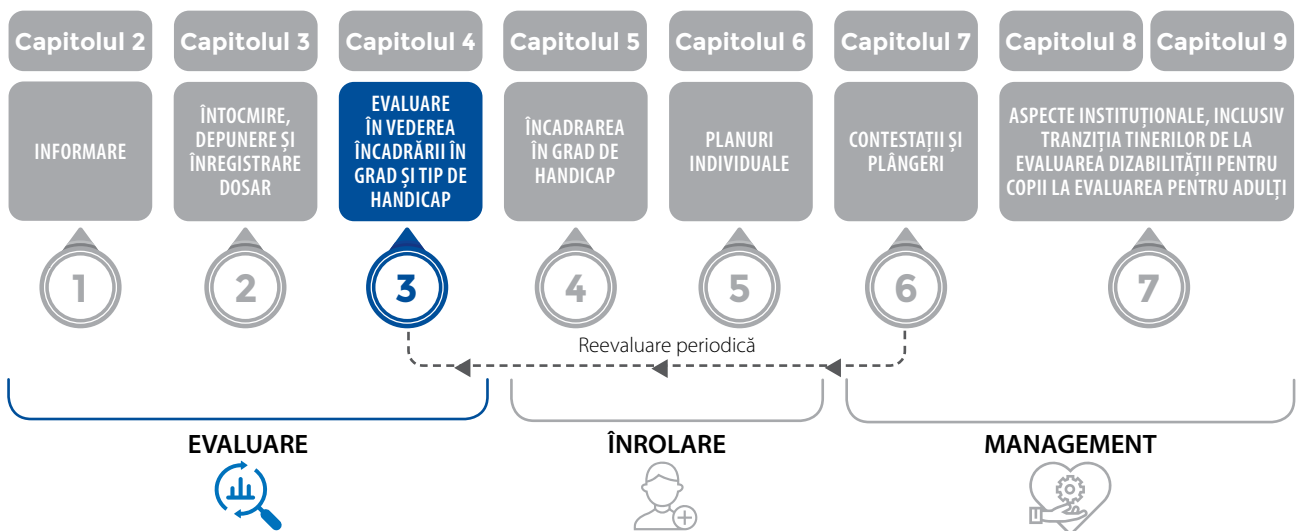 Capitolul 2
Capitolul 3
Capitolul 4
Capitolul 5
Capitolul 6
Capitolul 7
Capitolul 8
Capitolul 9
INFORMARE
ÎNTOCMIRE,
DEPUNERE ȘI
ÎNREGISTRARE
DOSAR
EVALUARE
ÎN VEDEREA
ÎNCADRĂRII ÎN
GRAD ȘI TIP DE
HANDICAP
ÎNCADRAREA
ÎN GRAD DE
HANDICAP
PLANURI
INDIVIDUALE
CONTESTAȚII ȘI
PLÂNGERI
ASPECTE INSTITUȚIONALE, INCLUSIV
TRANZIȚIA TINERILOR DE LA
EVALUAREA DIZABILITĂȚII PENTRU
COPII LA EVALUAREA PENTRU ADULȚI
1
2
3
4
5
6
7
Reevaluare periodică
EVALUARE
ÎNROLARE
MANAGEMENT